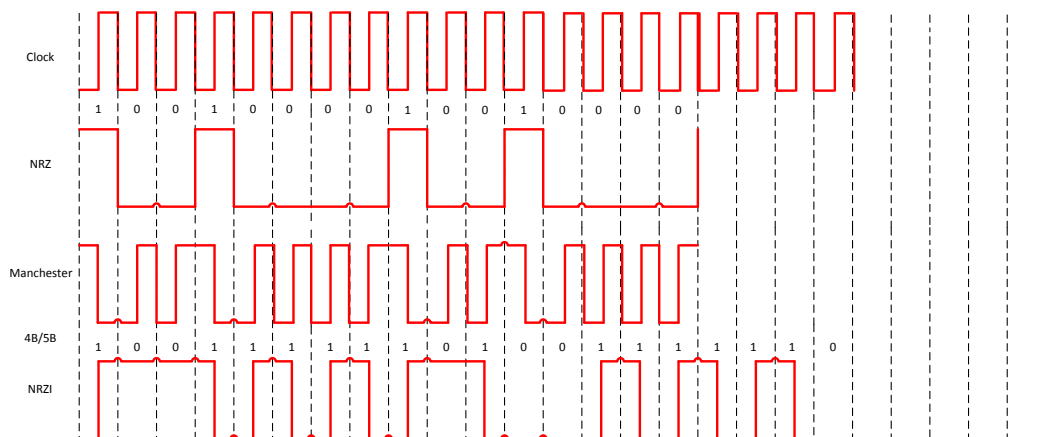 Clock
1 0 0 1 0 0 0 0 1 0 0 1 0 0 0 0
NRZ
Manchester
4B/5B
1 0 0 1 1 1 1 1 1 0 1 0 0 1 1 1 1 1 1 0
NRZI